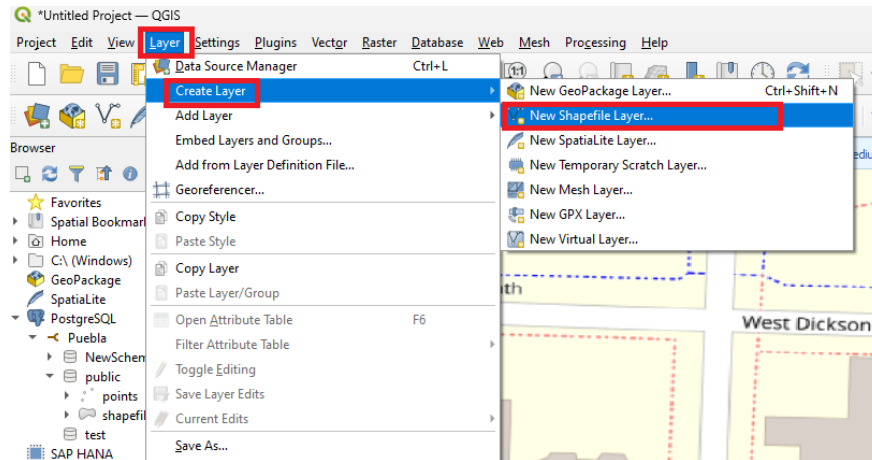 *Untitled Project — QGIS
Project Edit View Layer Settings Plugins Vector Raster Database Web Mesh Processing Help
Data Source Manager Ctrl+L
Create Layer
Add Layer
Embed Layers and Groups...
Add from Layer Definition File...
Georeferencer...
Copy Style
Paste Style
Copy Layer
Paste Layer/Group
Open Attribute Table F6
Filter Attribute Table
Toggle Editing
Save Layer Edits
Current Edits
Save As...
New GeoPackage Layer... Ctrl+Shift+N
New Shapefile Layer...
New SpatiaLite Layer...
New Temporary Scratch Layer...
New Mesh Layer...
New GPX Layer...
New Virtual Layer...
Browser
Favorites
Spatial Bookmarl
Home
C:\ (Windows)
GeoPackage
SpatiaLite
PostgreSQL
Puebla
NewSchem
public
points
shapefil
test
SAP HANA
1:1
ediu
th
West Dickson